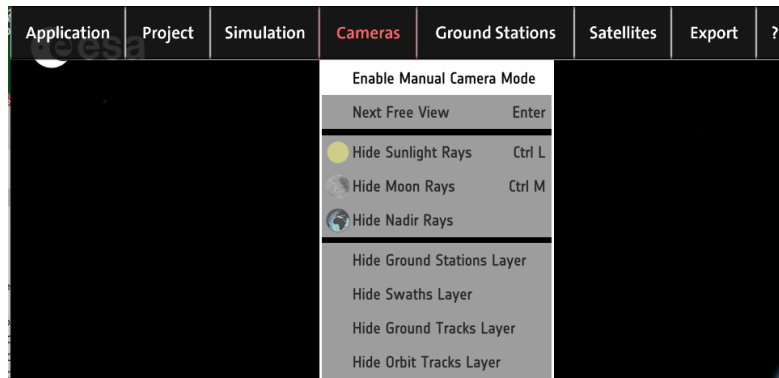 Application Project Simulation Cameras Ground Stations Satellites Export ?
esa
Enable Manual Camera Mode
Next Free View Enter
Hide Sunlight Rays Ctrl L
Hide Moon Rays Ctrl M
Hide Nadir Rays
Hide Ground Stations Layer
Hide Swaths Layer
Hide Ground Tracks Layer
Hide Orbit Tracks Layer